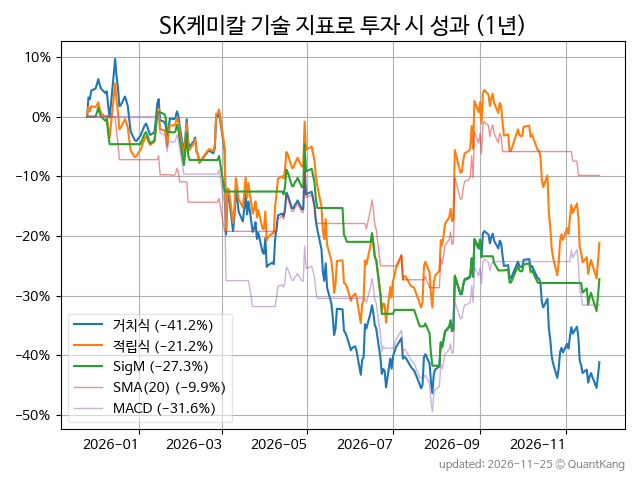 SK케미칼 기술 지표로 투자 시 성과 (1년)
10%
0%
−10%
−20%
−30%
−40%
−50%
거치식 (−41.2%)
적립식 (−21.2%)
SigM (−27.3%)
SMA(20) (−9.9%)
MACD (−31.6%)
2026-01
2026-03
2026-05
2026-07
2026-09
2026-11
updated: 2026-11-25 © QuantKang